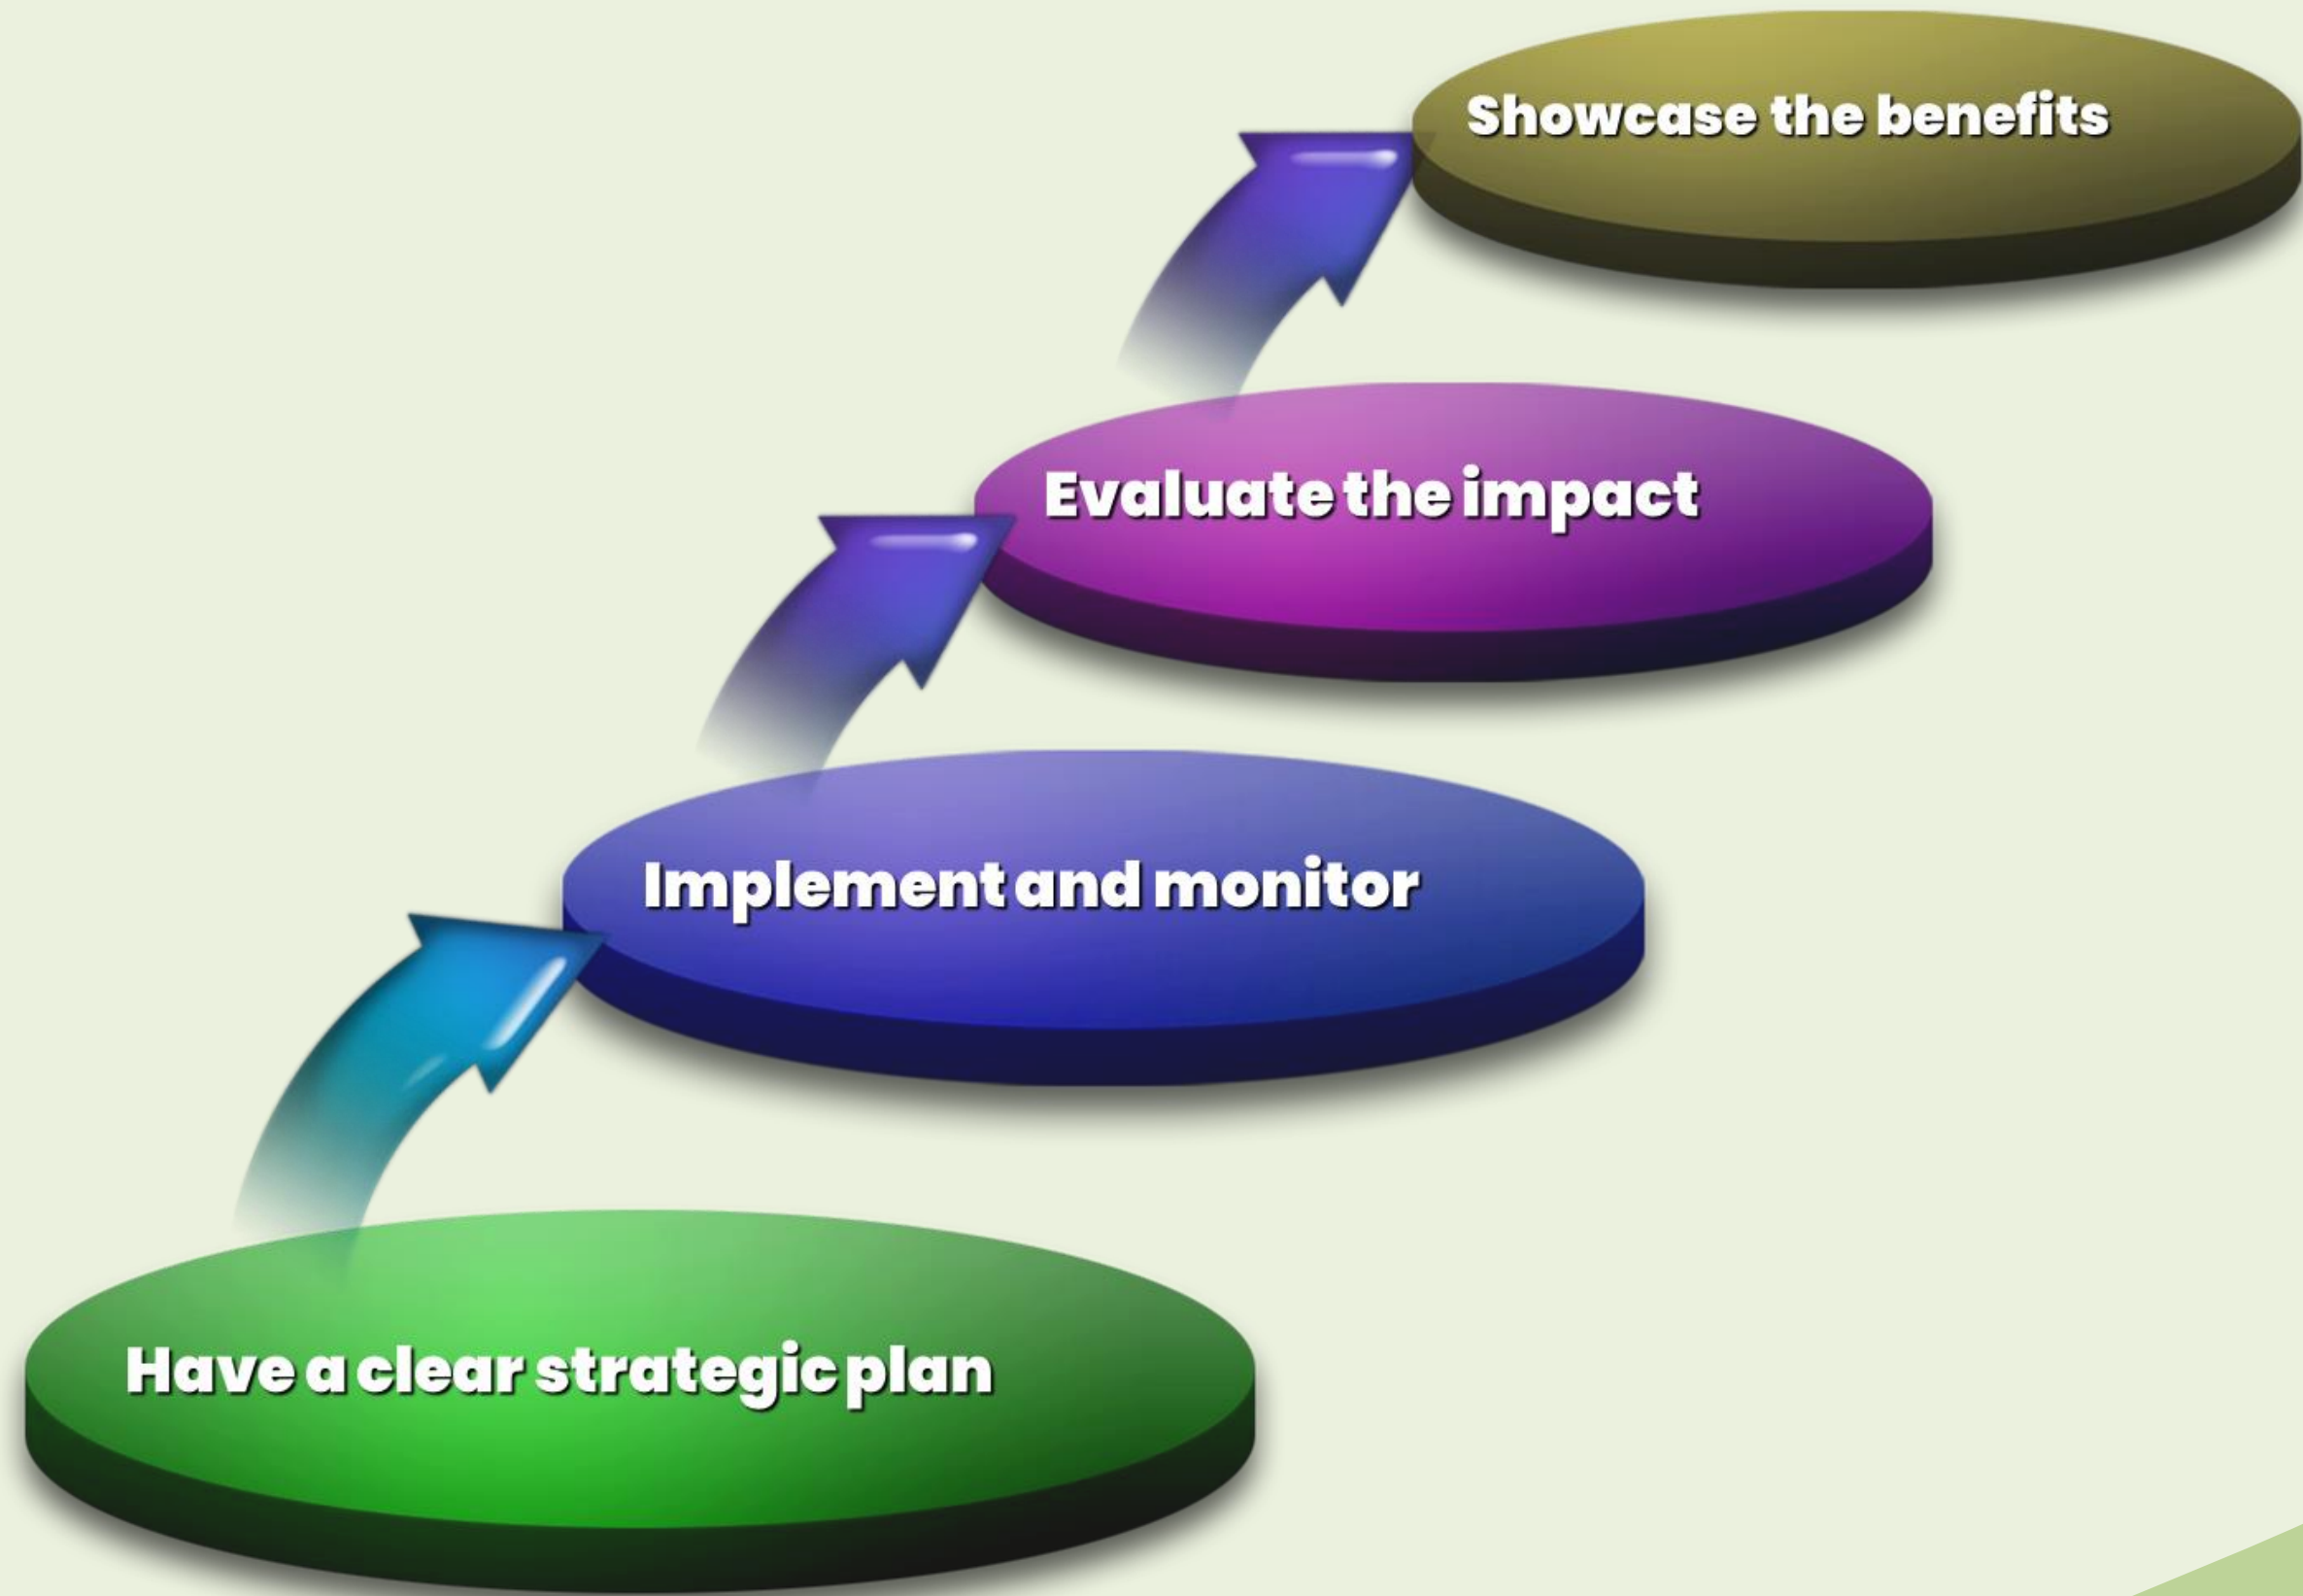 Showcase the benefits
Evaluate the impact
Implement and monitor
Have a clear strategic plan